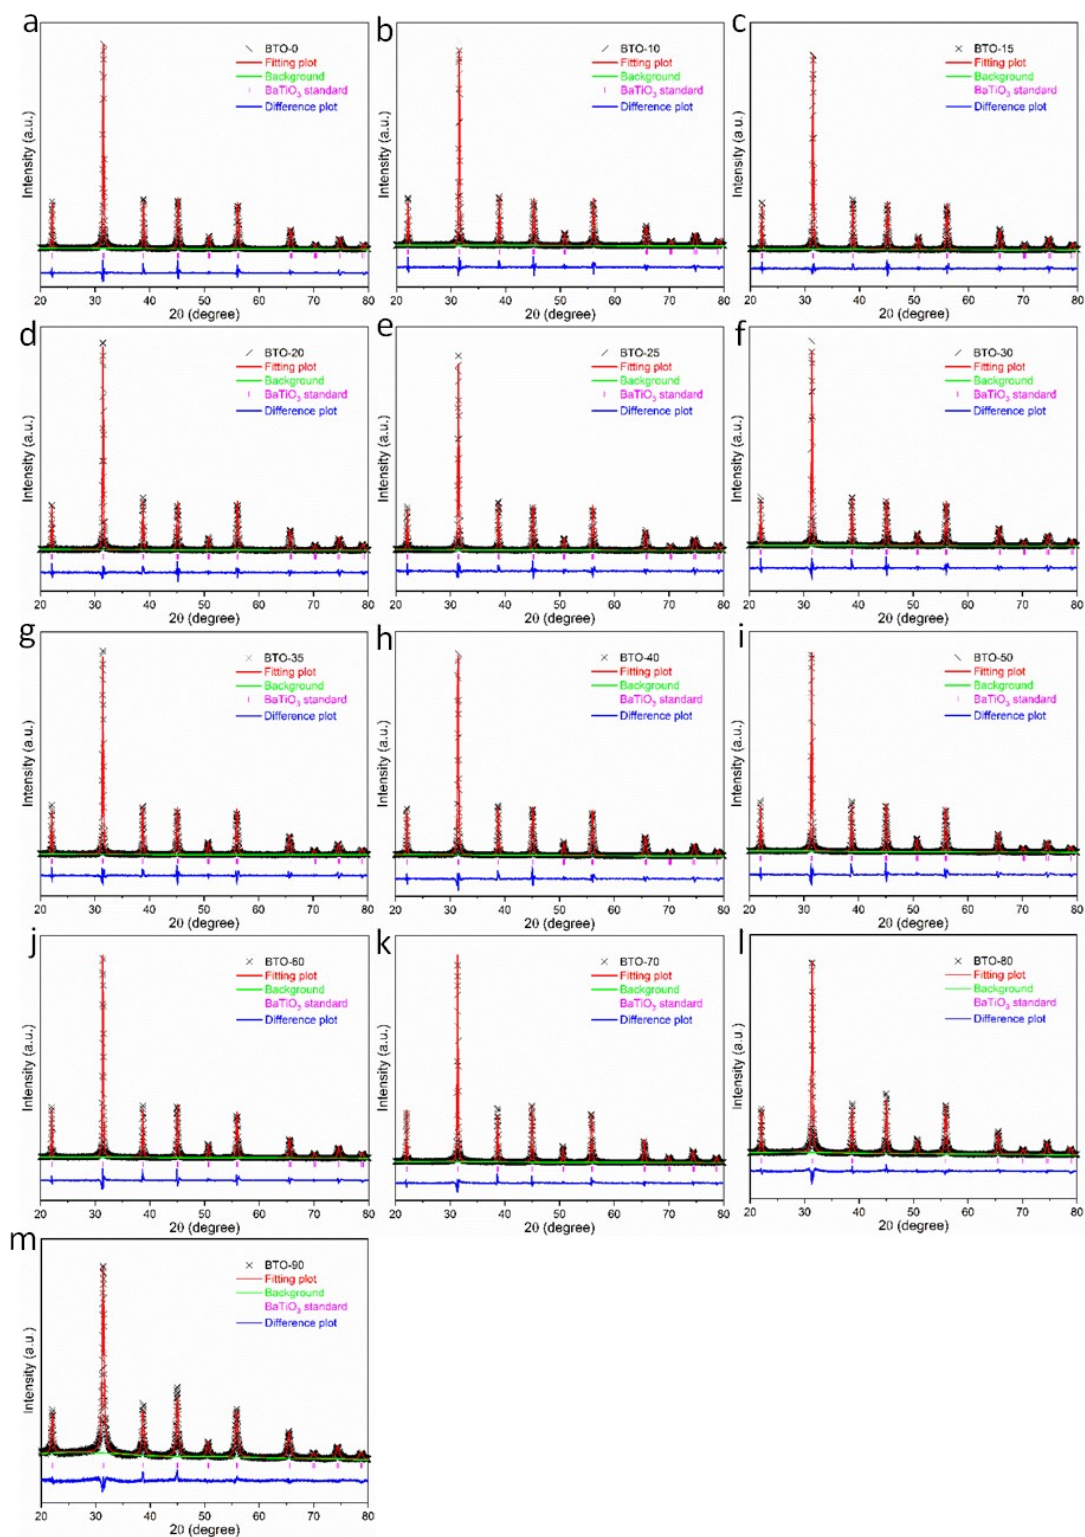 a
BTO-0
Fitting plot
Background
BaTiO3 standard
Difference plot
Intensity (a.u.)
20 30 40 50 60 70 80
2θ (degree)
b
BTO-10
Fitting plot
Background
BaTiO3 standard
Difference plot
Intensity (a.u.)
20 30 40 50 60 70 80
2θ (degree)
c
BTO-15
Fitting plot
Background
BaTiO3 standard
Difference plot
Intensity (a.u.)
20 30 40 50 60 70 80
2θ (degree)
d
BTO-20
Fitting plot
Background
BaTiO3 standard
Difference plot
Intensity (a.u.)
20 30 40 50 60 70 80
2θ (degree)
e
BTO-25
Fitting plot
Background
BaTiO3 standard
Difference plot
Intensity (a.u.)
20 30 40 50 60 70 80
2θ (degree)
f
BTO-30
Fitting plot
Background
BaTiO3 standard
Difference plot
Intensity (a.u.)
20 30 40 50 60 70 80
2θ (degree)
g
BTO-35
Fitting plot
Background
BaTiO3 standard
Difference plot
Intensity (a.u.)
20 30 40 50 60 70 80
2θ (degree)
h
BTO-40
Fitting plot
Background
BaTiO3 standard
Difference plot
Intensity (a.u.)
20 30 40 50 60 70 80
2θ (degree)
i
BTO-50
Fitting plot
Background
BaTiO3 standard
Difference plot
Intensity (a.u.)
20 30 40 50 60 70 80
2θ (degree)
j
BTO-60
Fitting plot
Background
BaTiO3 standard
Difference plot
Intensity (a.u.)
20 30 40 50 60 70 80
2θ (degree)
k
BTO-70
Fitting plot
Background
BaTiO3 standard
Difference plot
Intensity (a.u.)
20 30 40 50 60 70 80
2θ (degree)
l
BTO-80
Fitting plot
Background
BaTiO3 standard
Difference plot
Intensity (a.u.)
20 30 40 50 60 70 80
2θ (degree)
m
BTO-90
Fitting plot
Background
BaTiO3 standard
Difference plot
Intensity (a.u.)
20 30 40 50 60 70 80
2θ (degree)